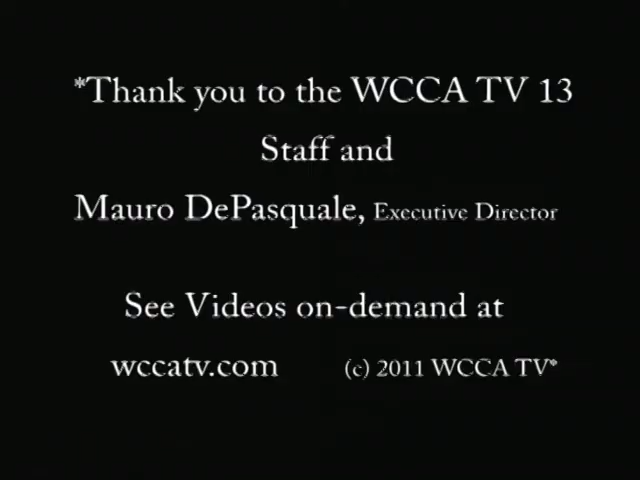 *Thank you to the WCCA TV 13
Staff and
Mauro DePasquale, Executive Director
See Videos on-demand at
wccatv.com (c) 2011 WCCA TV*